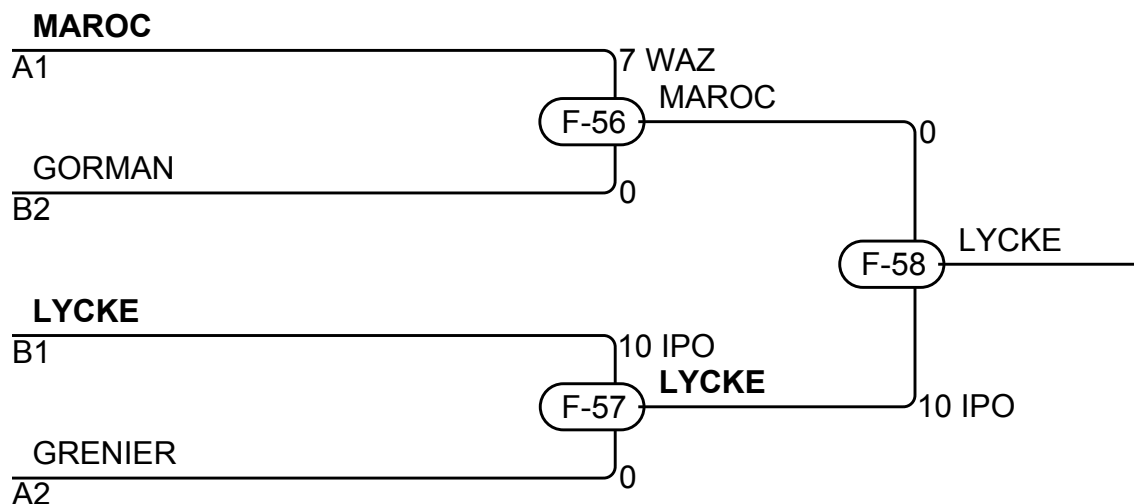 MAROC
A1
7 WAZ
MAROC
F-56
0
GORMAN
B2
0
F-58
LYCKE
LYCKE
B1
10 IPO
LYCKE
F-57
10 IPO
GRENIER
A2
0